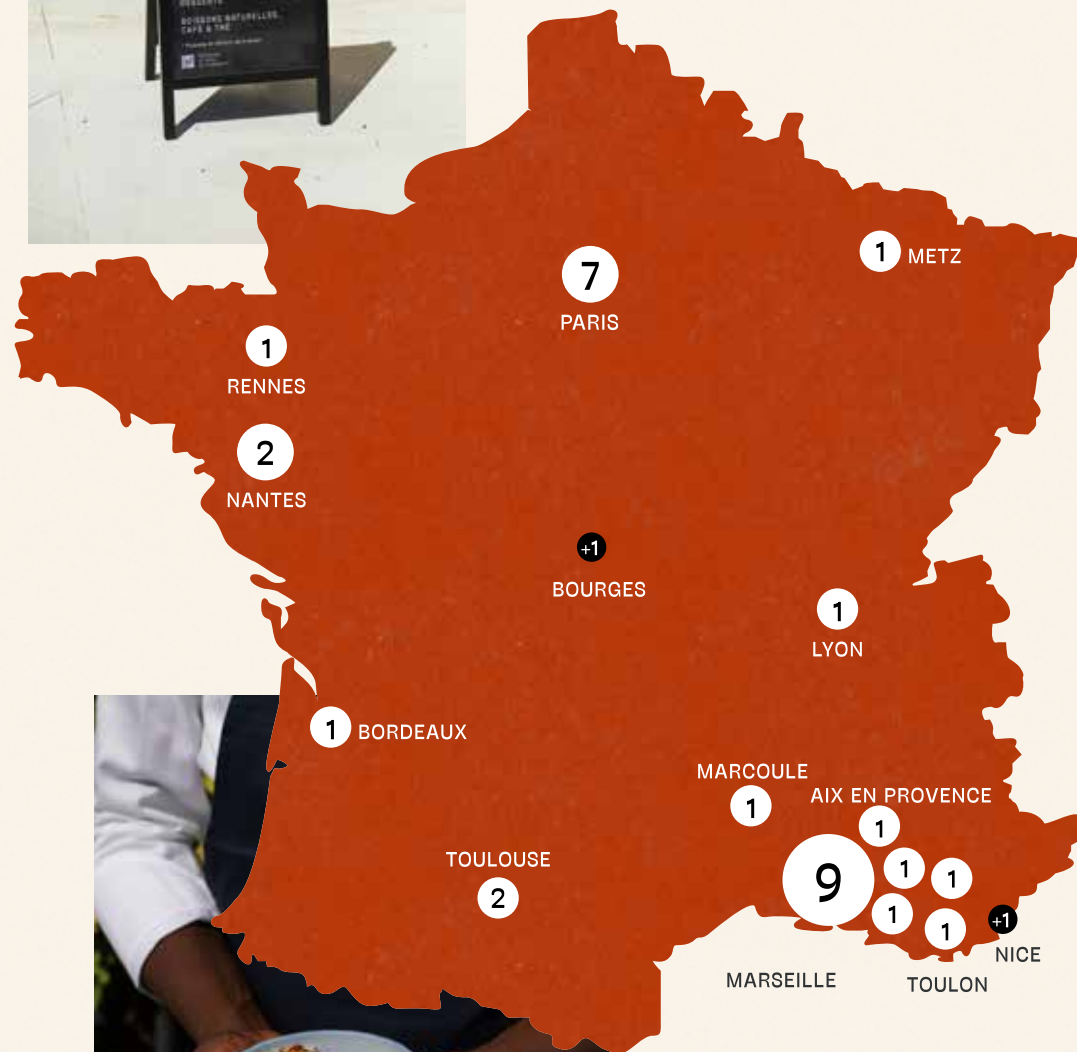 DESSERTS
BOISSONS NATURELLES,
CAFÉ & THÉ
1 METZ
7
PARIS
1
RENNES
2
NANTES
+1
BOURGES
1
LYON
1 BORDEAUX
MARCOULE
1
AIX EN PROVENCE
1
TOULOUSE
2
9
1
1
1
1
+1
NICE
MARSEILLE
TOULON